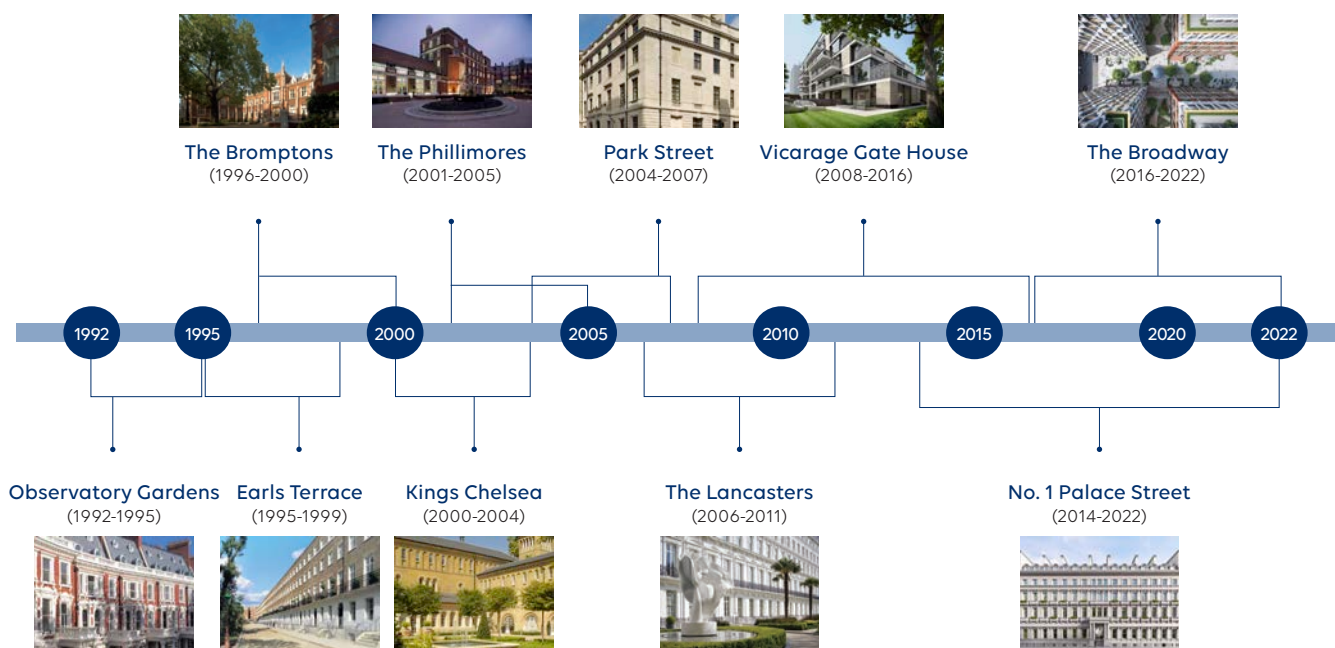 The Bromptons
(1996-2000)
The Phillimores
(2001-2005)
Park Street
(2004-2007)
Vicarage Gate House
(2008-2016)
The Broadway
(2016-2022)
1992
1995
2000
2005
2010
2015
2020
2022
Observatory Gardens
(1992-1995)
Earls Terrace
(1995-1999)
Kings Chelsea
(2000-2004)
The Lancasters
(2006-2011)
No. 1 Palace Street
(2014-2022)